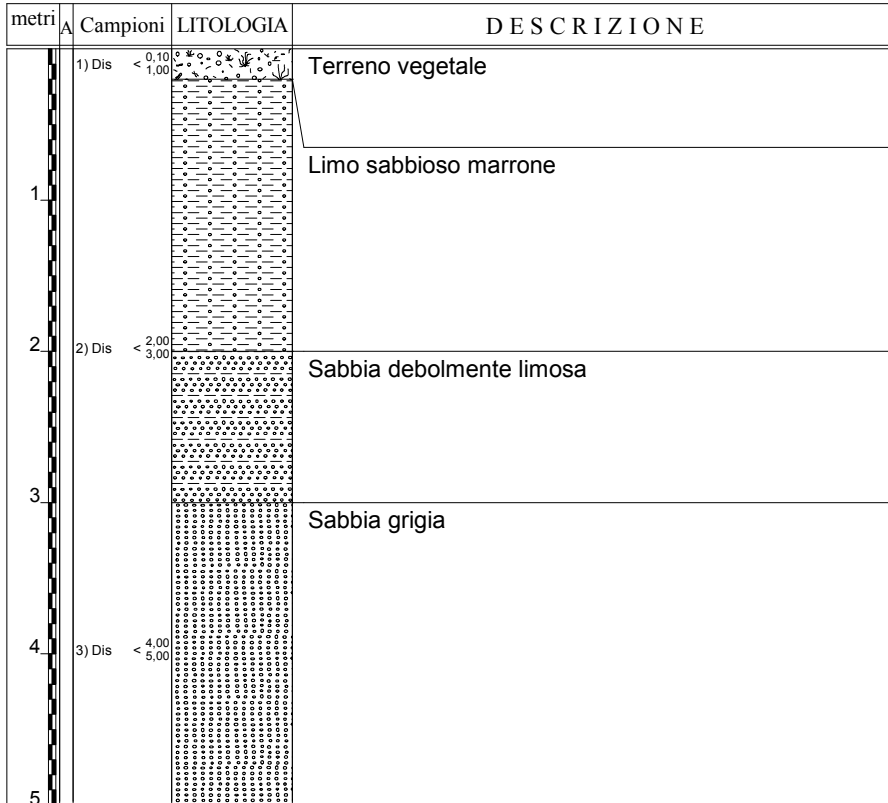 metri A Campioni LITOLOGIA DESCRIZIONE
1) Dis < 0,10 1,00 Terreno vegetale
Limo sabbioso marrone
1
2 2) Dis < 2,00 3,00
Sabbia debolmente limosa
3
Sabbia grigia
4 3) Dis < 4,00 5,00
5